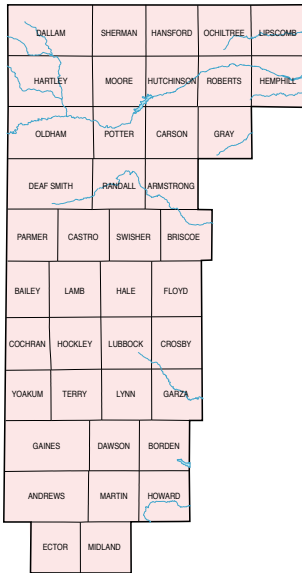 DALLAM SHERMAN HANSFORD OCHILTREE LIPSCOMB
HARTLEY MOORE HUTCHINSON ROBERTS HEMPHILL
OLDHAM POTTER CARSON GRAY
DEAF SMITH RANDALL ARMSTRONG
PARMER CASTRO SWISHER BRISCOE
BAILEY LAMB HALE FLOYD
COCHRAN HOCKLEY LUBBOCK CROSBY
YOAKUM TERRY LYNN GARZA
GAINES DAWSON BORDEN
ANDREWS MARTIN HOWARD
ECTOR MIDLAND